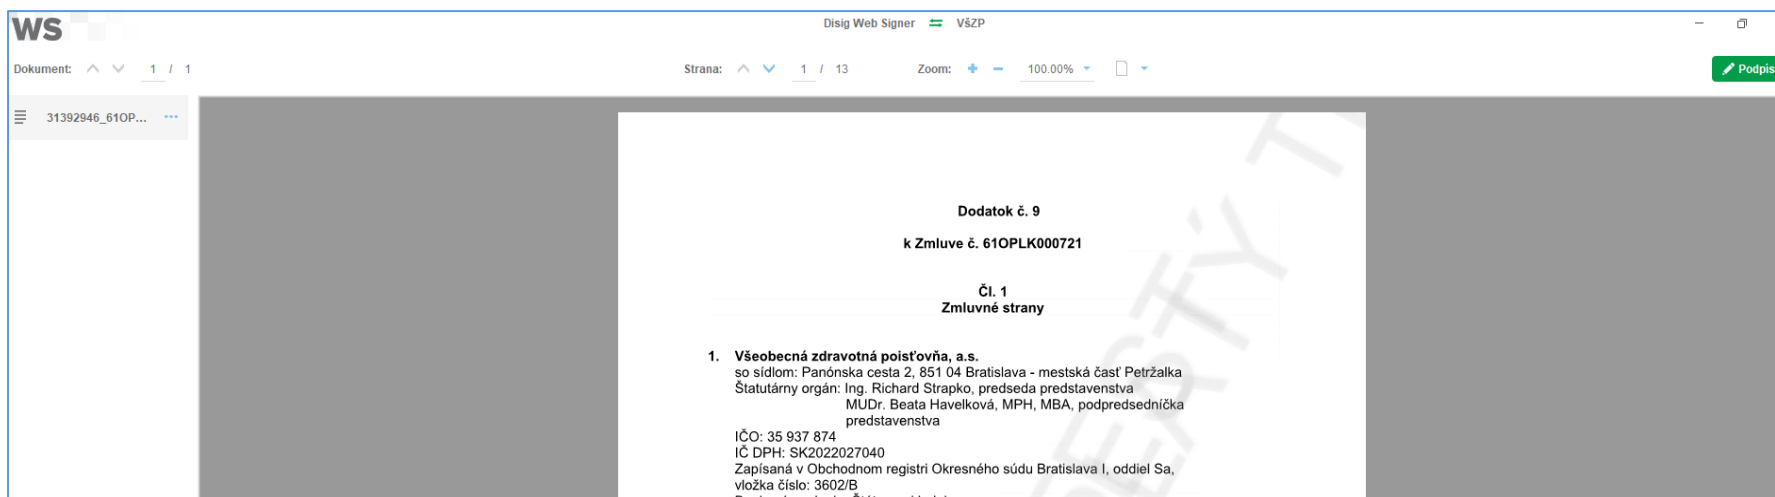 WS
Disig Web Signer VšZP
Dokument: 1 / 1
Strana: 1 / 13
Zoom: + − 100.00%
Podpis
31392946_61OP... ···
Dodatok č. 9
k Zmluve č. 61OPLK000721
Čl. 1
Zmluvné strany
1. Všeobecná zdravotná poisťovňa, a.s.
so sídlom: Panónska cesta 2, 851 04 Bratislava - mestská časť Petržalka
Štatutárny orgán: Ing. Richard Strapko, predseda predstavenstva
MUDr. Beata Havelková, MPH, MBA, podpredsedníčka
predstavenstva
IČO: 35 937 874
IČ DPH: SK2022027040
Zapísaná v Obchodnom registri Okresného súdu Bratislava I, oddiel Sa,
vložka číslo: 3602/B